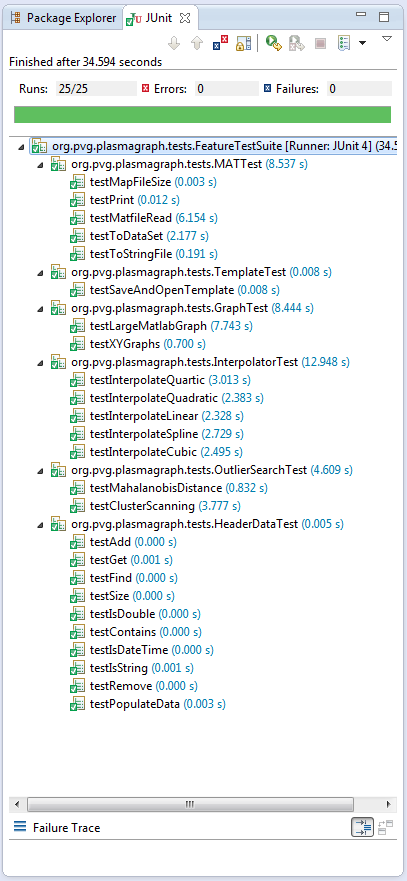 Package Explorer JUnit
Finished after 34.594 seconds
Runs: 25/25 Errors: 0 Failures: 0
org.pvg.plasmagraph.tests.FeatureTestSuite [Runner: JUnit 4] (34.5
org.pvg.plasmagraph.tests.MATTest (8.537 s)
testMapFileSize (0.003 s)
testPrint (0.012 s)
testMatfileRead (6.154 s)
testToDataSet (2.177 s)
testToStringFile (0.191 s)
org.pvg.plasmagraph.tests.TemplateTest (0.008 s)
testSaveAndOpenTemplate (0.008 s)
org.pvg.plasmagraph.tests.GraphTest (8.444 s)
testLargeMatlabGraph (7.743 s)
testXYGraphs (0.700 s)
org.pvg.plasmagraph.tests.InterpolatorTest (12.948 s)
testInterpolateQuartic (3.013 s)
testInterpolateQuadratic (2.383 s)
testInterpolateLinear (2.328 s)
testInterpolateSpline (2.729 s)
testInterpolateCubic (2.495 s)
org.pvg.plasmagraph.tests.OutlierSearchTest (4.609 s)
testMahalanobisDistance (0.832 s)
testClusterScanning (3.777 s)
org.pvg.plasmagraph.tests.HeaderDataTest (0.005 s)
testAdd (0.000 s)
testGet (0.001 s)
testFind (0.000 s)
testSize (0.000 s)
testIsDouble (0.000 s)
testContains (0.000 s)
testIsDateTime (0.000 s)
testIsString (0.001 s)
testRemove (0.000 s)
testPopulateData (0.003 s)
Failure Trace